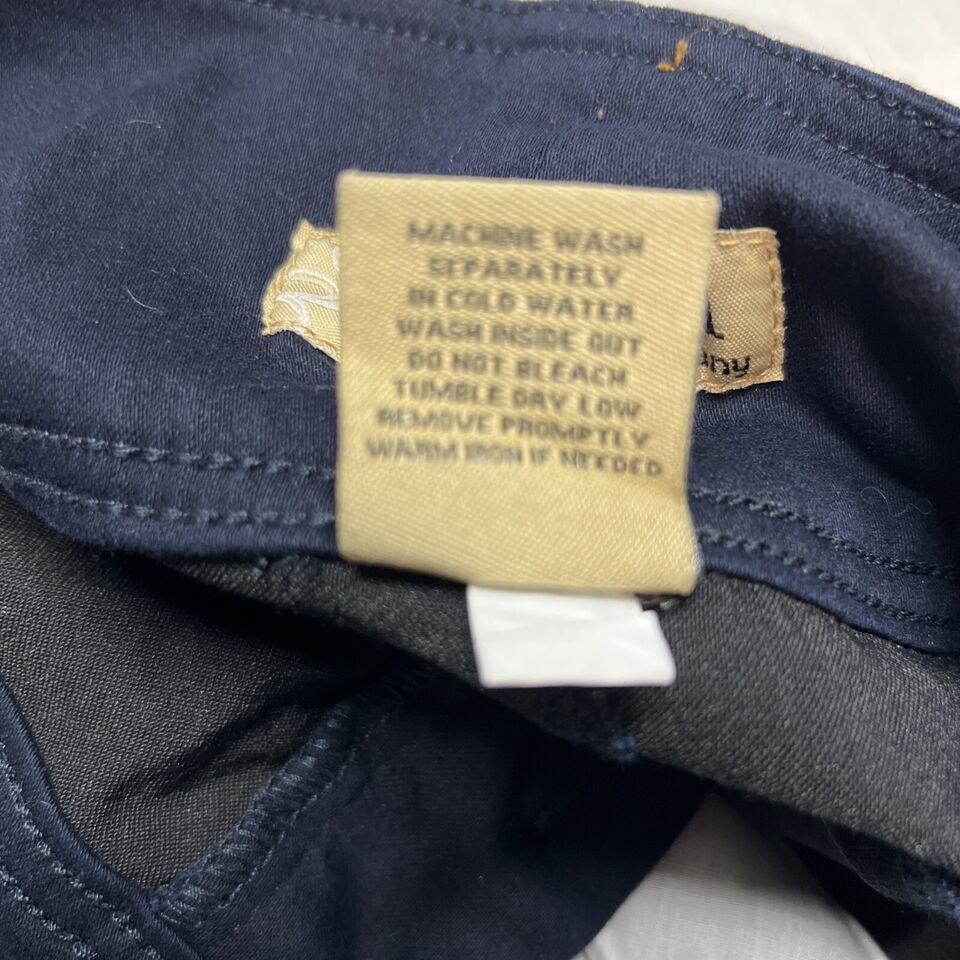 MACHINE WASH
SEPARATELY
IN COLD WATER
WASH INSIDE OUT
DO NOT BLEACH
TUMBLE DRY LOW
REMOVE PROMPTLY
WARM IRON IF NEEDED